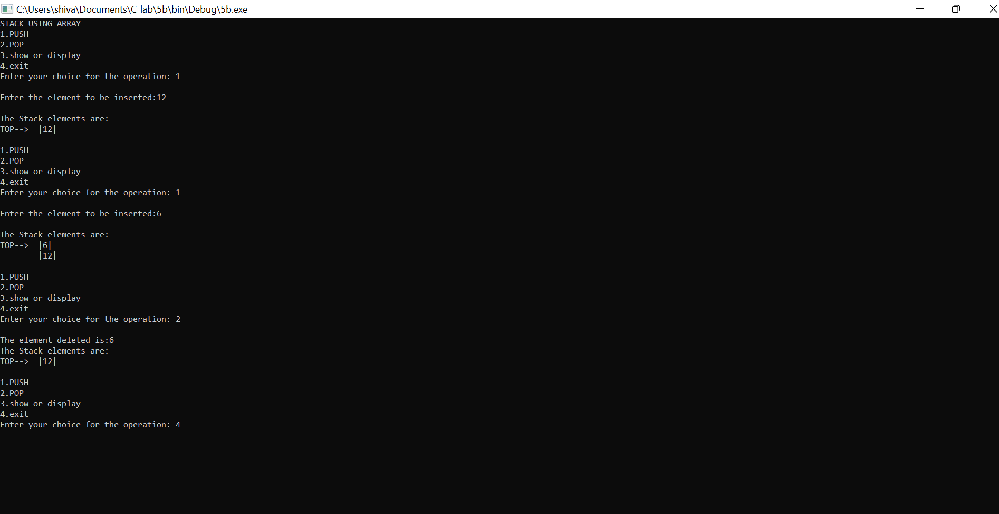 C:\Users\shiva\Documents\C_lab\5b\bin\Debug\5b.exe
STACK USING ARRAY
1.PUSH
2.POP
3.show or display
4.exit
Enter your choice for the operation: 1
Enter the element to be inserted:12
The Stack elements are:
TOP-->  |12|
1.PUSH
2.POP
3.show or display
4.exit
Enter your choice for the operation: 1
Enter the element to be inserted:6
The Stack elements are:
TOP-->  |6|
        |12|
1.PUSH
2.POP
3.show or display
4.exit
Enter your choice for the operation: 2
The element deleted is:6
The Stack elements are:
TOP-->  |12|
1.PUSH
2.POP
3.show or display
4.exit
Enter your choice for the operation: 4